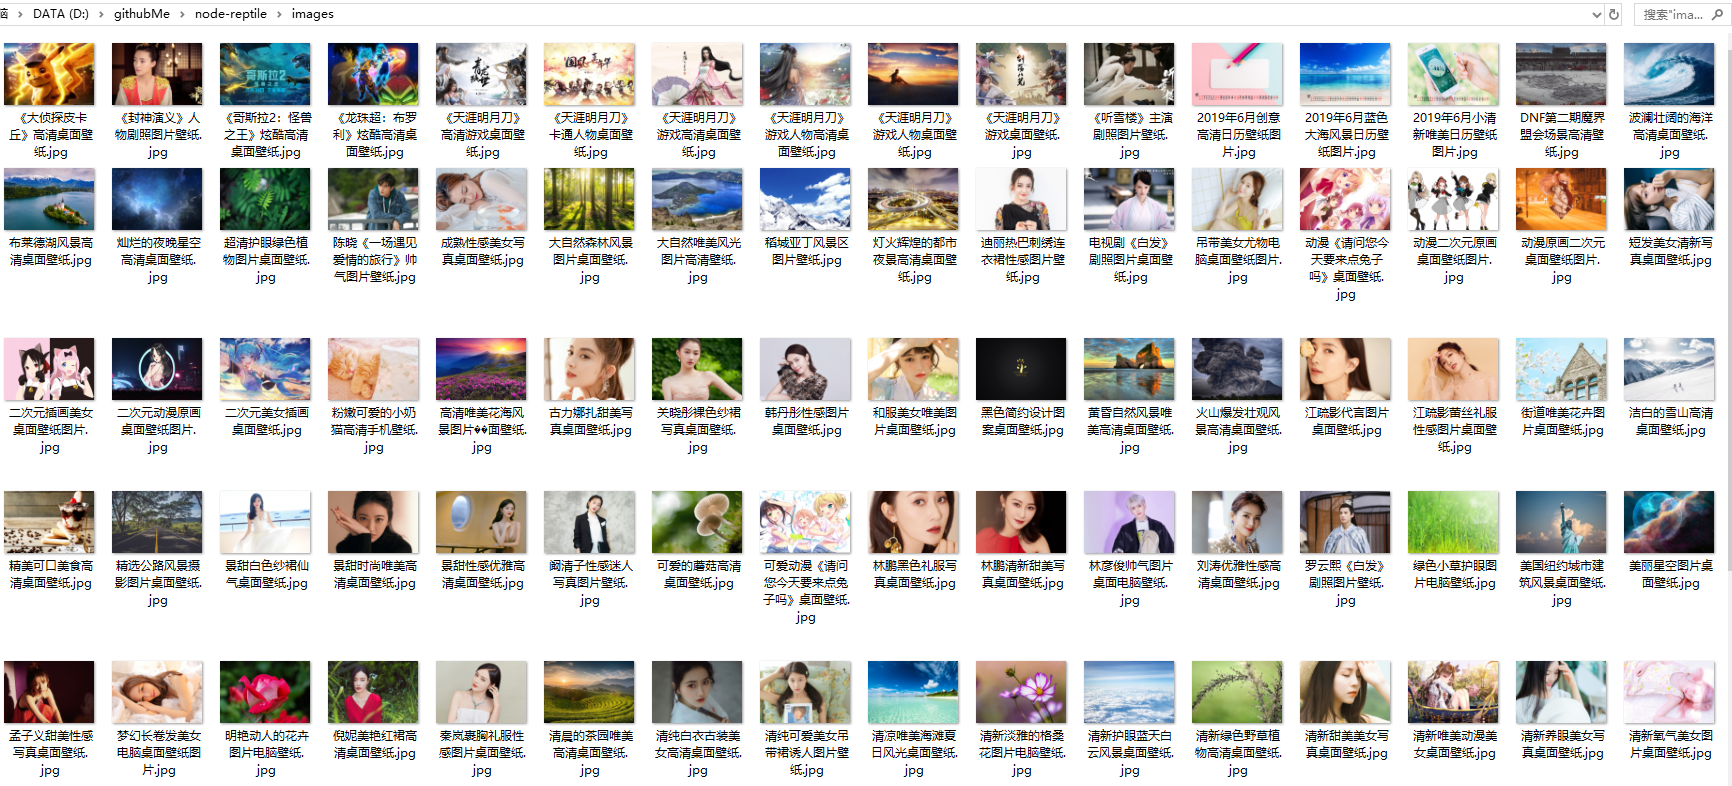 脑 › DATA (D:) › githubMe › node-reptile › images
搜索"ima...
《大侦探皮卡
丘》高清桌面壁
纸.jpg
《封神演义》人
物剧照图片壁纸.
jpg
《哥斯拉2：怪兽
之王》炫酷高清
桌面壁纸.jpg
《龙珠超：布罗
利》炫酷高清桌
面壁纸.jpg
《天涯明月刀》
高清游戏桌面壁
纸.jpg
《天涯明月刀》
卡通人物桌面壁
纸.jpg
《天涯明月刀》
游戏高清桌面壁
纸.jpg
《天涯明月刀》
游戏人物高清桌
面壁纸.jpg
《天涯明月刀》
游戏人物桌面壁
纸.jpg
《天涯明月刀》
游戏桌面壁纸.
jpg
《听雪楼》主演
剧照图片壁纸.
jpg
2019年6月创意
高清日历壁纸图
片.jpg
2019年6月蓝色
大海风景日历壁
纸图片.jpg
2019年6月小清
新唯美日历壁纸
图片.jpg
DNF第二期魔界
盟会场景高清壁
纸.jpg
波澜壮阔的海洋
高清桌面壁纸.
jpg
布莱德湖风景高
清桌面壁纸.jpg
灿烂的夜晚星空
高清桌面壁纸.
jpg
超清护眼绿色植
物图片桌面壁纸.
jpg
陈晓《一场遇见
爱情的旅行》帅
气图片壁纸.jpg
成熟性感美女写
真桌面壁纸.jpg
大自然森林风景
图片桌面壁纸.
jpg
大自然唯美风光
图片高清壁纸.
jpg
稻城亚丁风景区
图片壁纸.jpg
灯火辉煌的都市
夜景高清桌面壁
纸.jpg
迪丽热巴刺绣连
衣裙性感图片壁
纸.jpg
电视剧《白发》
剧照图片桌面壁
纸.jpg
吊带美女尤物电
脑桌面壁纸图片.
jpg
动漫《请问您今
天要来点兔子
吗》桌面壁纸.
jpg
动漫二次元原画
桌面壁纸图片.
jpg
动漫原画二次元
桌面壁纸图片.
jpg
短发美女清新写
真桌面壁纸.jpg
二次元插画美女
桌面壁纸图片.
jpg
二次元动漫原画
桌面壁纸图片.
jpg
二次元美女插画
桌面壁纸.jpg
粉嫩可爱的小奶
猫高清手机壁纸.
jpg
高清唯美花海风
景图片��面壁纸.
jpg
古力娜扎甜美写
真桌面壁纸.jpg
关晓彤裸色纱裙
写真桌面壁纸.
jpg
韩丹彤性感图片
桌面壁纸.jpg
和服美女唯美图
片桌面壁纸.jpg
黑色简约设计图
案桌面壁纸.jpg
黄昏自然风景唯
美高清桌面壁纸.
jpg
火山爆发壮观风
景高清桌面壁纸.
jpg
江疏影代言图片
桌面壁纸.jpg
江疏影蕾丝礼服
性感图片桌面壁
纸.jpg
街道唯美花卉图
片桌面壁纸.jpg
洁白的雪山高清
桌面壁纸.jpg
精美可口美食高
清桌面壁纸.jpg
精选公路风景摄
影图片桌面壁纸.
jpg
景甜白色纱裙仙
气桌面壁纸.jpg
景甜时尚唯美高
清桌面壁纸.jpg
景甜性感优雅高
清桌面壁纸.jpg
阚清子性感迷人
写真图片壁纸.
jpg
可爱的蘑菇高清
桌面壁纸.jpg
可爱动漫《请问
您今天要来点兔
子吗》桌面壁纸.
jpg
林鹏黑色礼服写
真桌面壁纸.jpg
林鹏清新甜美写
真桌面壁纸.jpg
林彦俊帅气图片
桌面电脑壁纸.
jpg
刘涛优雅性感高
清桌面壁纸.jpg
罗云熙《白发》
剧照图片壁纸.
jpg
绿色小草护眼图
片电脑壁纸.jpg
美国纽约城市建
筑风景桌面壁纸.
jpg
美丽星空图片桌
面壁纸.jpg
孟子义甜美性感
写真桌面壁纸.
jpg
梦幻长卷发美女
电脑桌面壁纸图
片.jpg
明艳动人的花卉
图片电脑壁纸.
jpg
倪妮美艳红裙高
清桌面壁纸.jpg
秦岚裹胸礼服性
感图片桌面壁纸.
jpg
清晨的茶园唯美
高清桌面壁纸.
jpg
清纯白衣古装美
女高清桌面壁纸.
jpg
清纯可爱美女吊
带裙诱人图片壁
纸.jpg
清凉唯美海滩夏
日风光桌面壁纸.
jpg
清新淡雅的格桑
花图片电脑壁纸.
jpg
清新护眼蓝天白
云风景桌面壁纸.
jpg
清新绿色野草植
物高清桌面壁纸.
jpg
清新甜美美女写
真桌面壁纸.jpg
清新唯美动漫美
女桌面壁纸.jpg
清新养眼美女写
真桌面壁纸.jpg
清新氧气美女图
片桌面壁纸.jpg